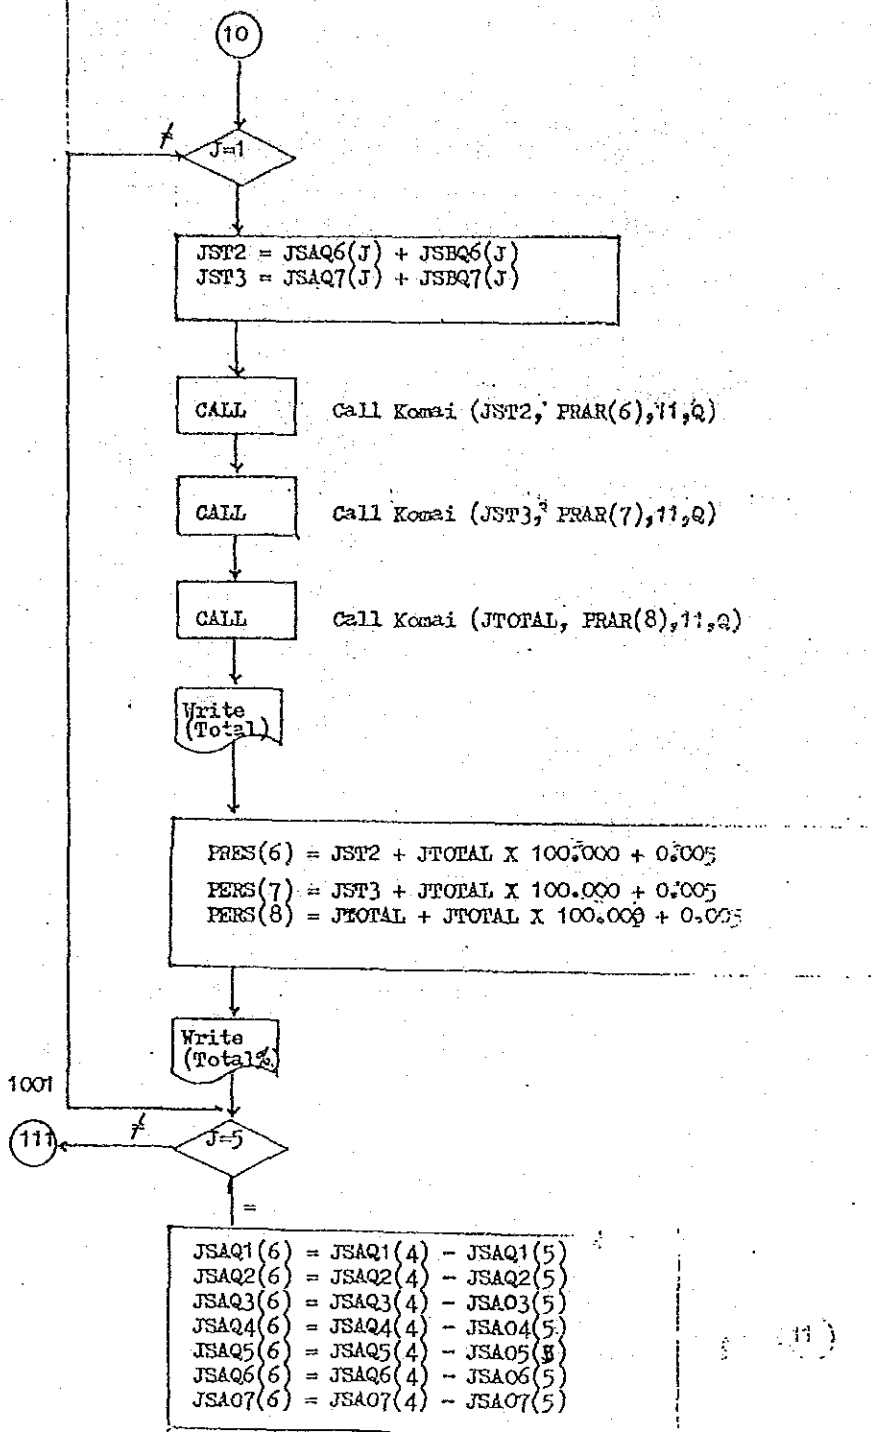 10
≠
J=1
JST2 = JSAQ6(J) + JSBQ6(J)
JST3 = JSAQ7(J) + JSBQ7(J)
CALL Call Komai (JST2, PRAR(6),11,Q)
CALL Call Komai (JST3, PRAR(7),11,Q)
CALL Call Komai (JTOTAL, PRAR(8),11,Q)
Write
(Total)
PRES(6) = JST2 + JTOTAL X 100.000 + 0.005
PERS(7) = JST3 + JTOTAL X 100.000 + 0.005
PERS(8) = JTOTAL + JTOTAL X 100.000 + 0.005
Write
(Total%)
1001
111
≠
J=5
=
JSAQ1(6) = JSAQ1(4) - JSAQ1(5)
JSAQ2(6) = JSAQ2(4) - JSAQ2(5)
JSAQ3(6) = JSAQ3(4) - JSAO3(5)
JSAQ4(6) = JSAQ4(4) - JSAO4(5)
JSAQ5(6) = JSAQ5(4) - JSAO5(5)
JSAQ6(6) = JSAQ6(4) - JSAO6(5)
JSAO7(6) = JSAO7(4) - JSAO7(5)